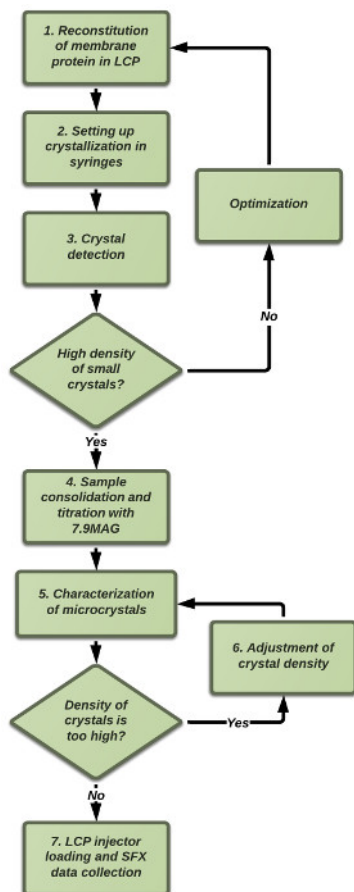 1. Reconstitution
of membrane
protein in LCP
2. Setting up
crystallization in
syringes
Optimization
3. Crystal
detection
No
High density
of small
crystals?
Yes
4. Sample
consolidation and
titration with
7.9MAG
5. Characterization
of microcrystals
6. Adjustment of
crystal density
Density of
crystals is
too high?
Yes
No
7. LCP injector
loading and SFX
data collection